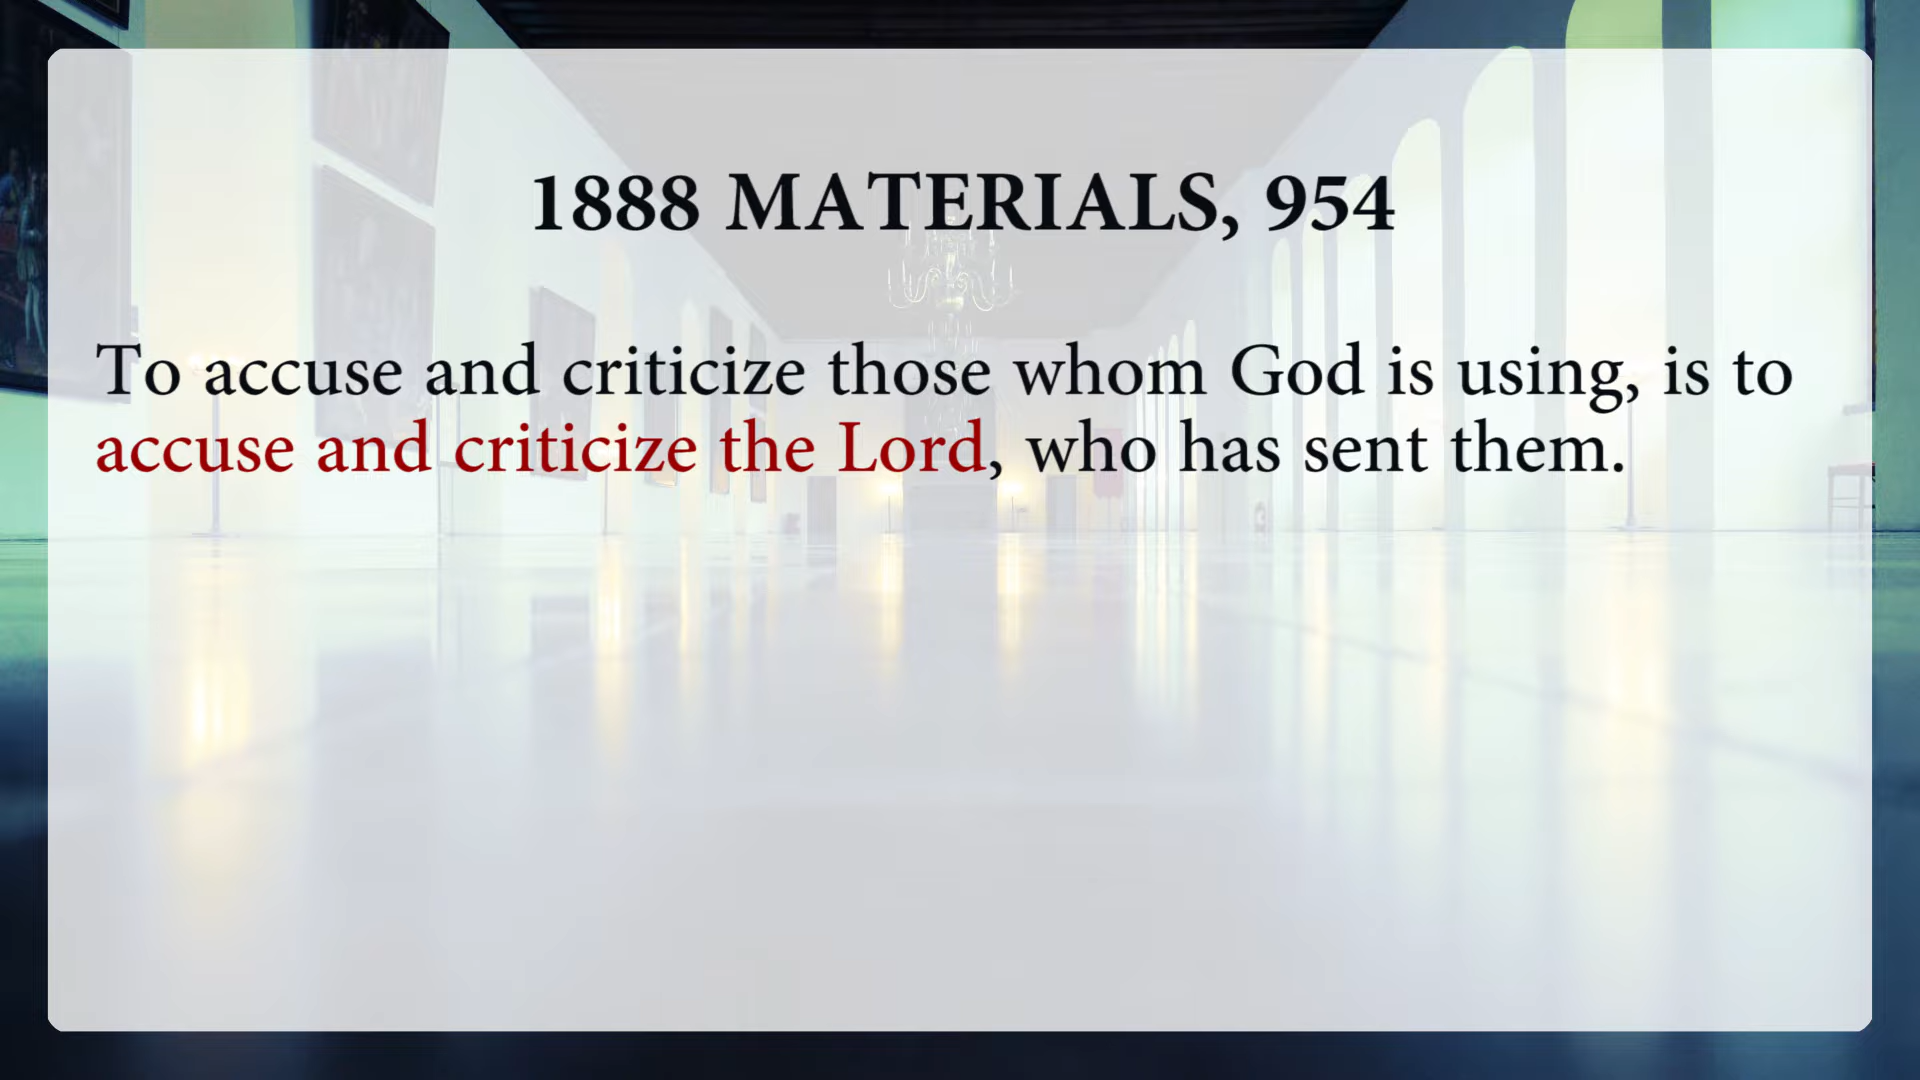 1888 MATERIALS, 954
To accuse and criticize those whom God is using, is to
accuse and criticize the Lord, who has sent them.